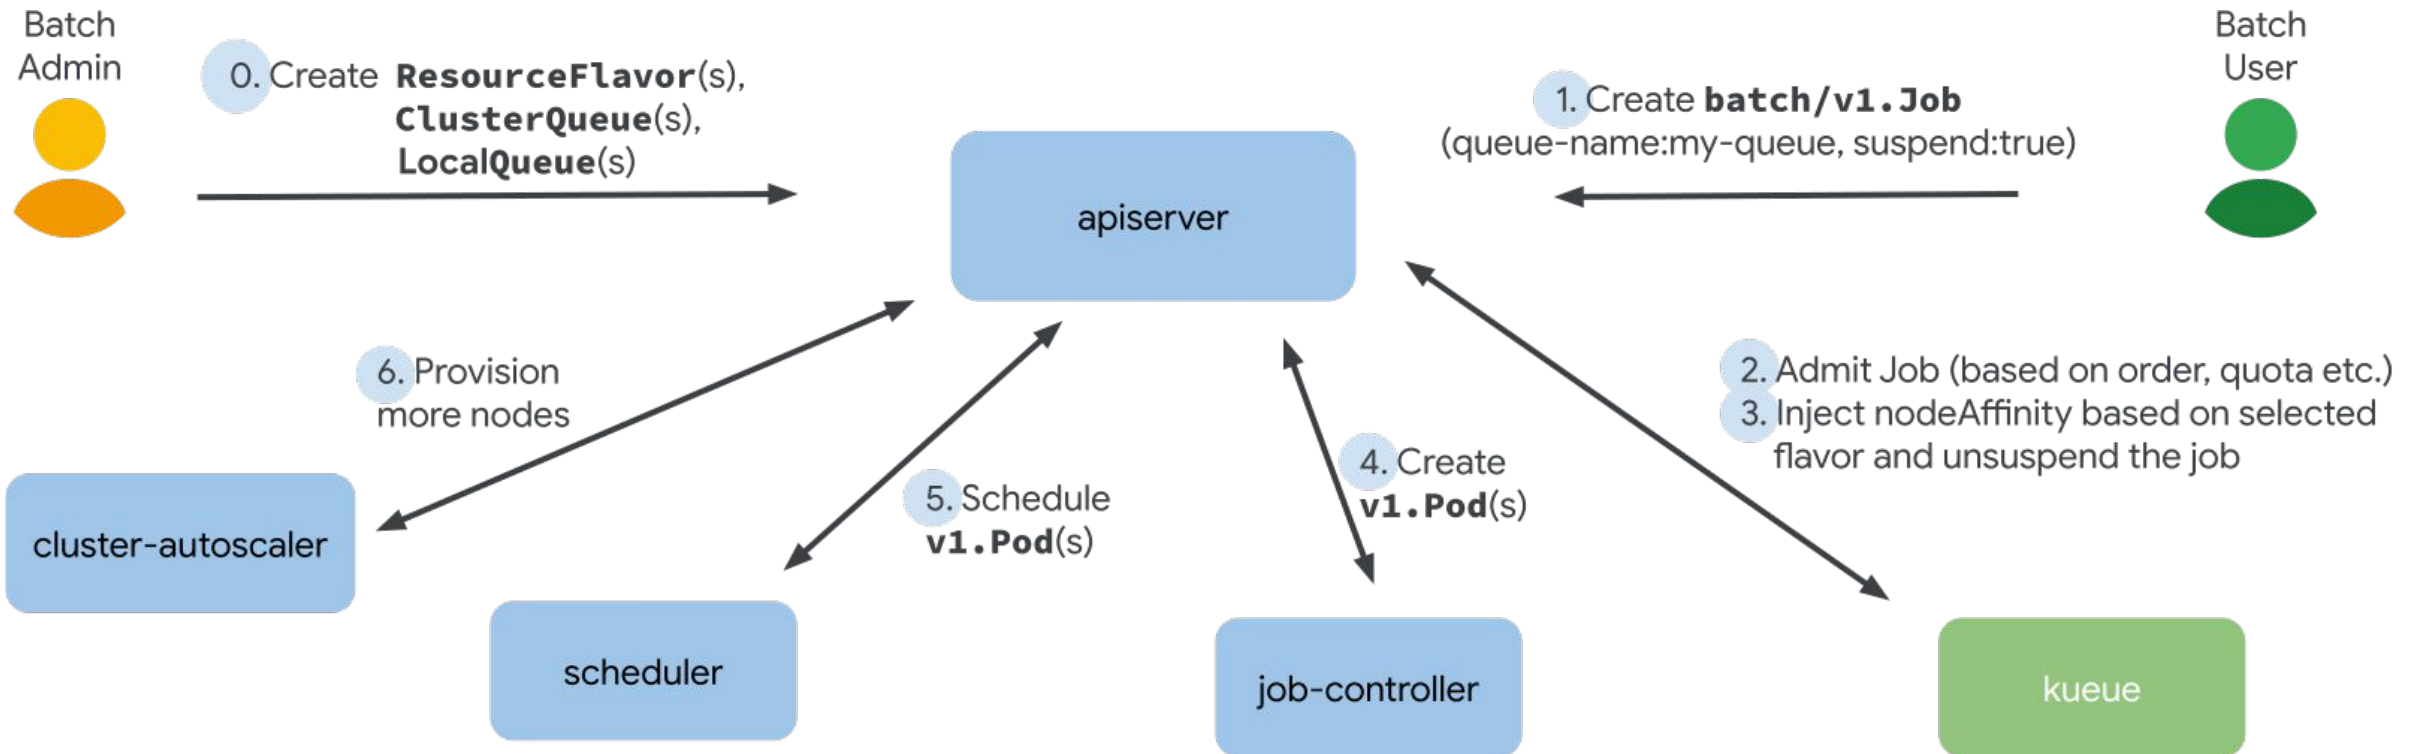 Batch
Admin
0. Create ResourceFlavor(s),
ClusterQueue(s),
LocalQueue(s)
Batch
User
1. Create batch/v1.Job
(queue-name:my-queue, suspend:true)
apiserver
6. Provision
more nodes
2. Admit Job (based on order, quota etc.)
3. Inject nodeAffinity based on selected
flavor and unsuspend the job
4. Create
v1.Pod(s)
5. Schedule
v1.Pod(s)
cluster-autoscaler
scheduler
job-controller
kueue